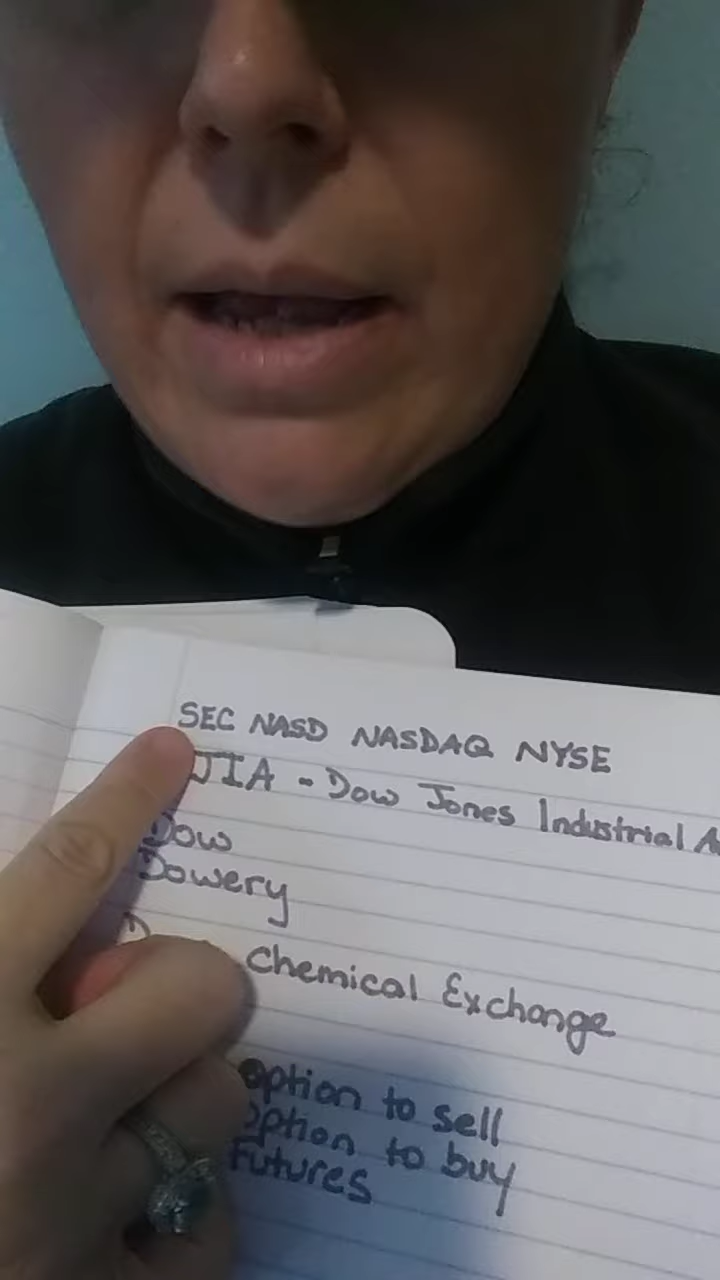 SEC NASD NASDAQ NYSE
JIA - Dow Jones Industrial
Dow
Dowery
Chemical Exchange
option to sell
option to buy
Futures